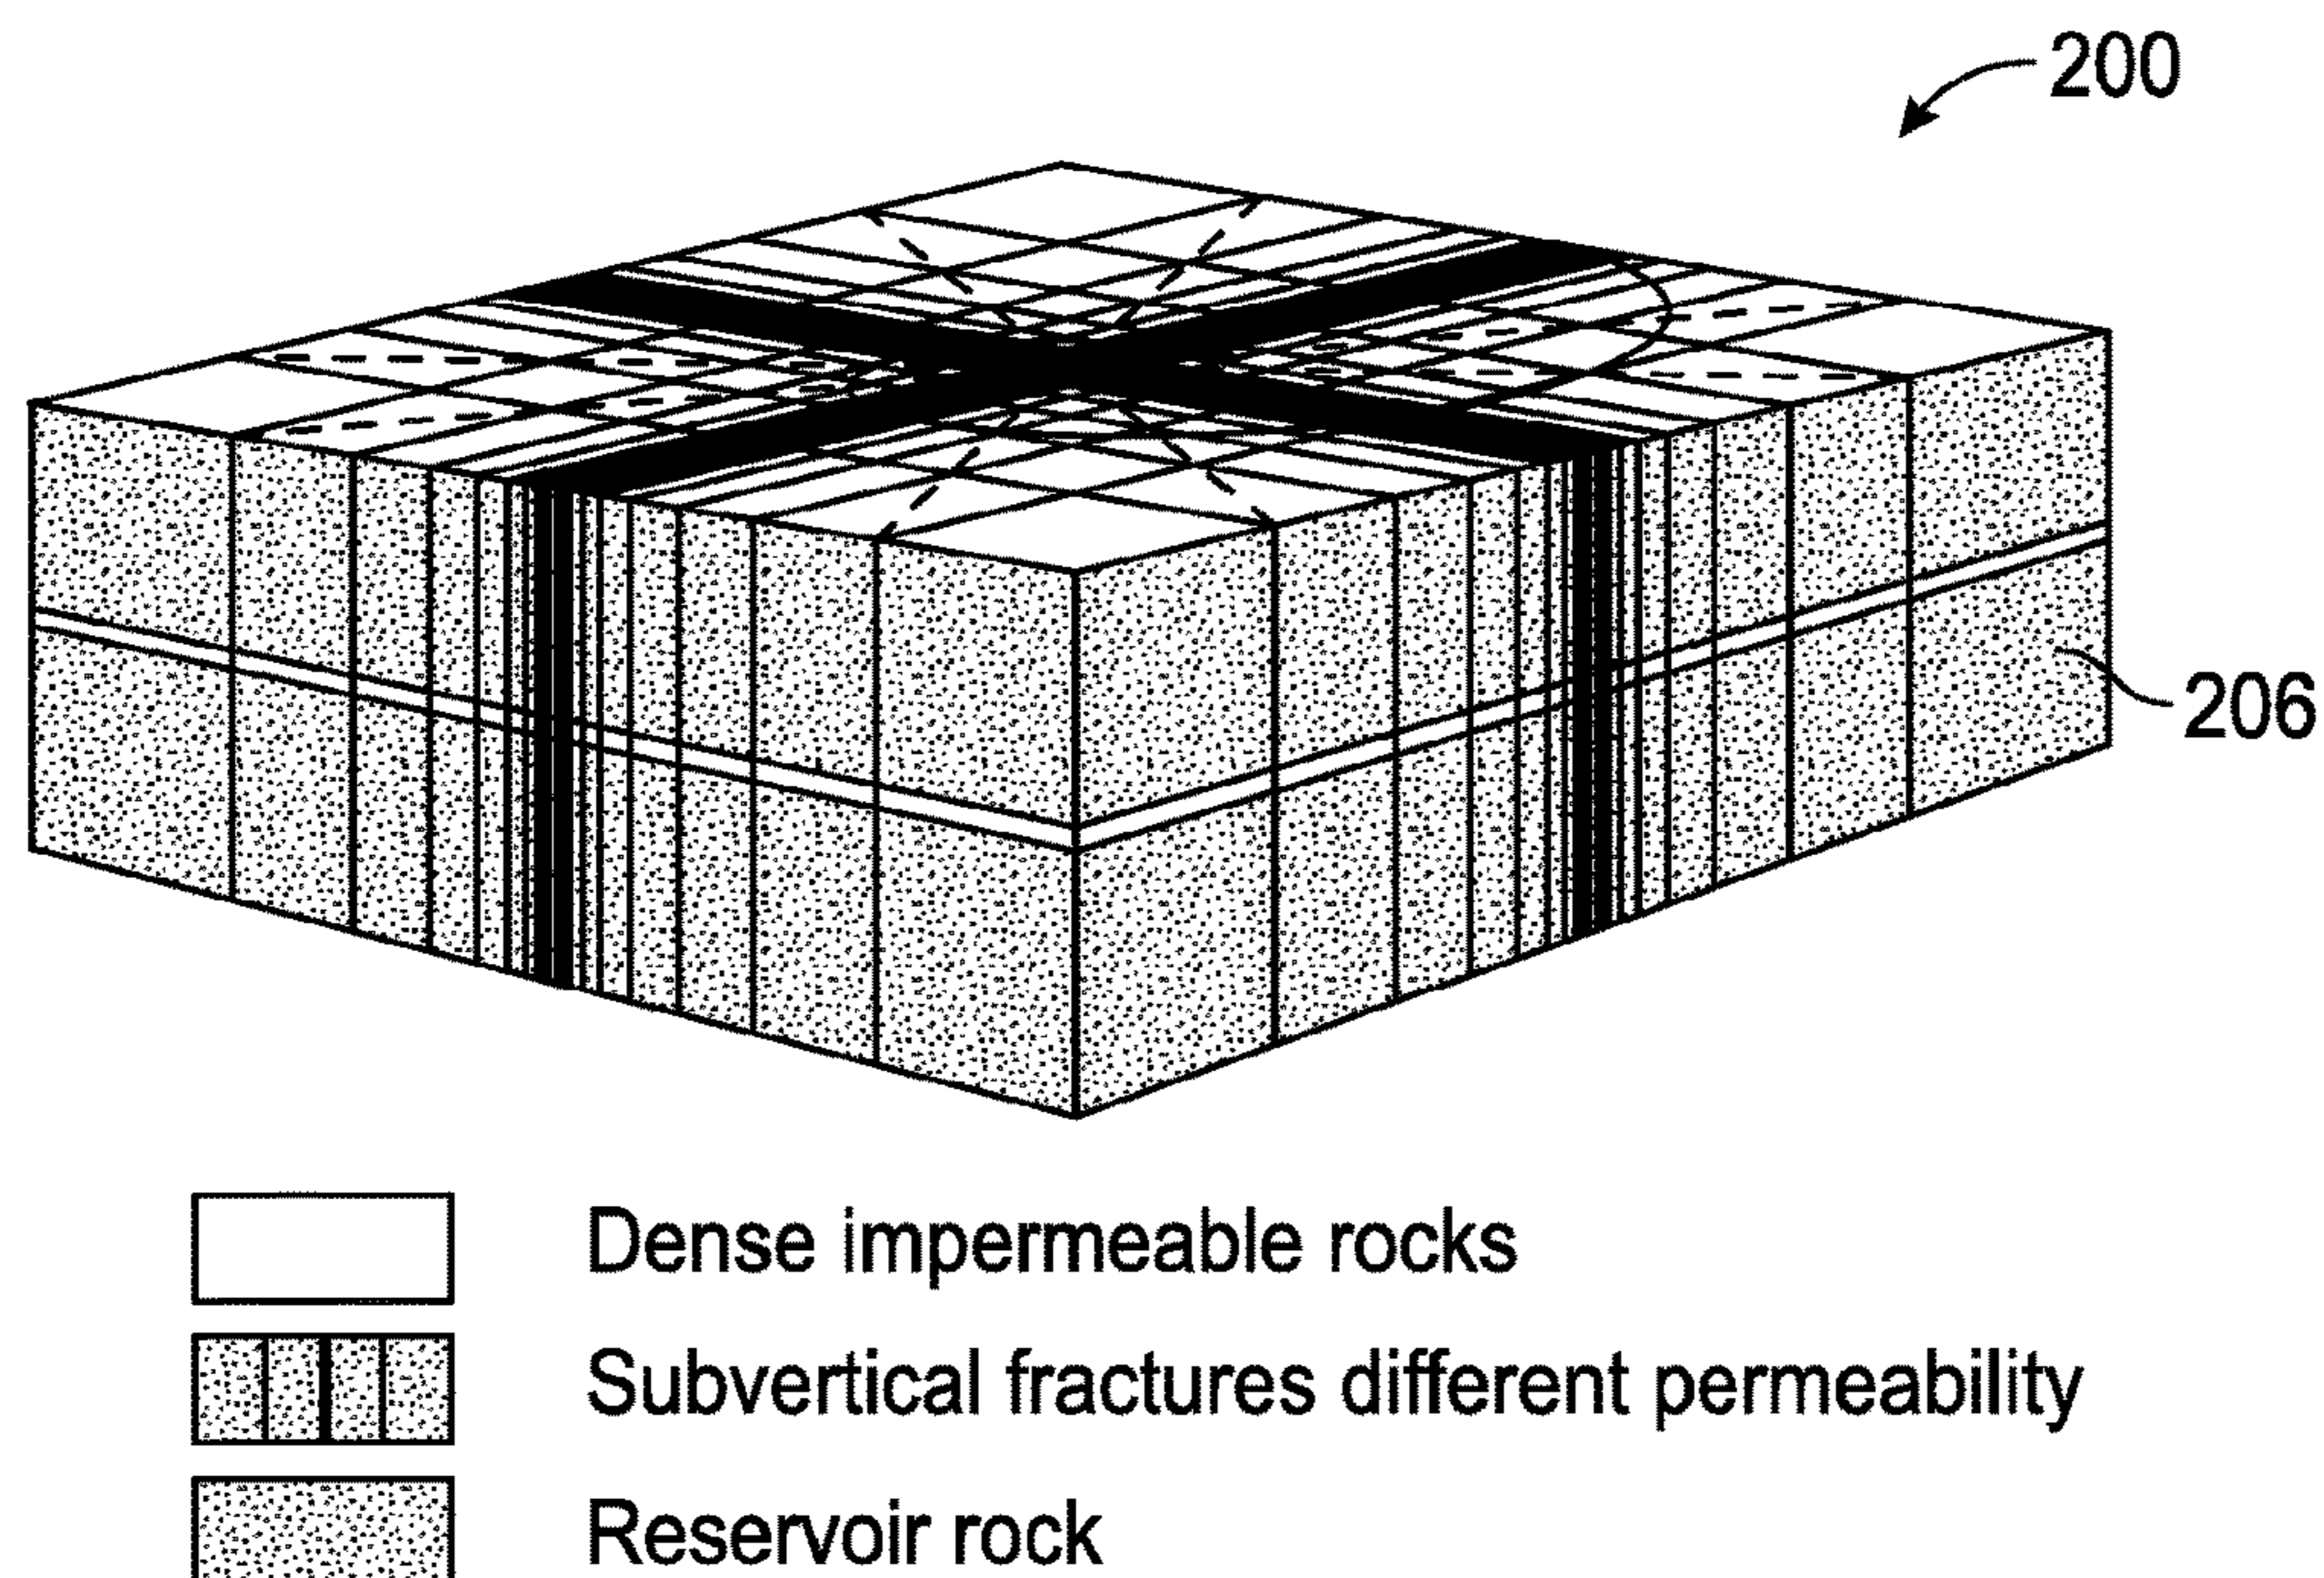 200
206
Dense impermeable rocks
Subvertical fractures different permeability
Reservoir rock